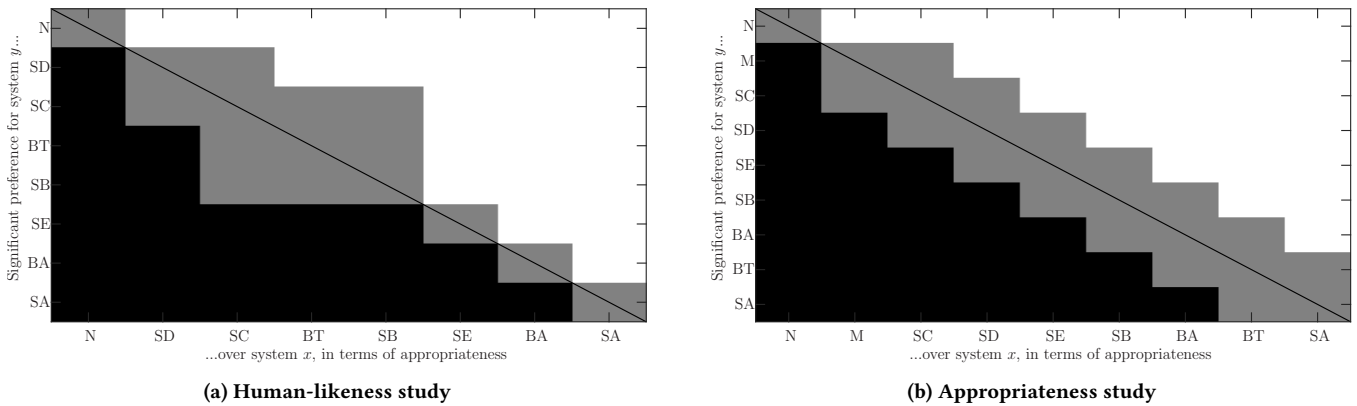 Significant preference for system y...
N
SD
SC
BT
SB
SE
BA
SA
N SD SC BT SB SE BA SA
...over system x, in terms of appropriateness
(a) Human-likeness study
Significant preference for system y...
N
M
SC
SD
SE
SB
BA
BT
SA
N M SC SD SE SB BA BT SA
...over system x, in terms of appropriateness
(b) Appropriateness study